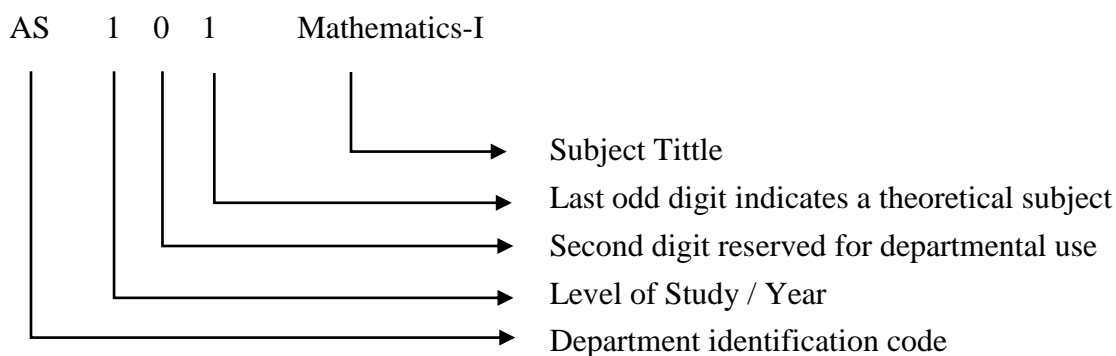 AS 1 0 1 Mathematics-I
Subject Tittle
Last odd digit indicates a theoretical subject
Second digit reserved for departmental use
Level of Study / Year
Department identification code